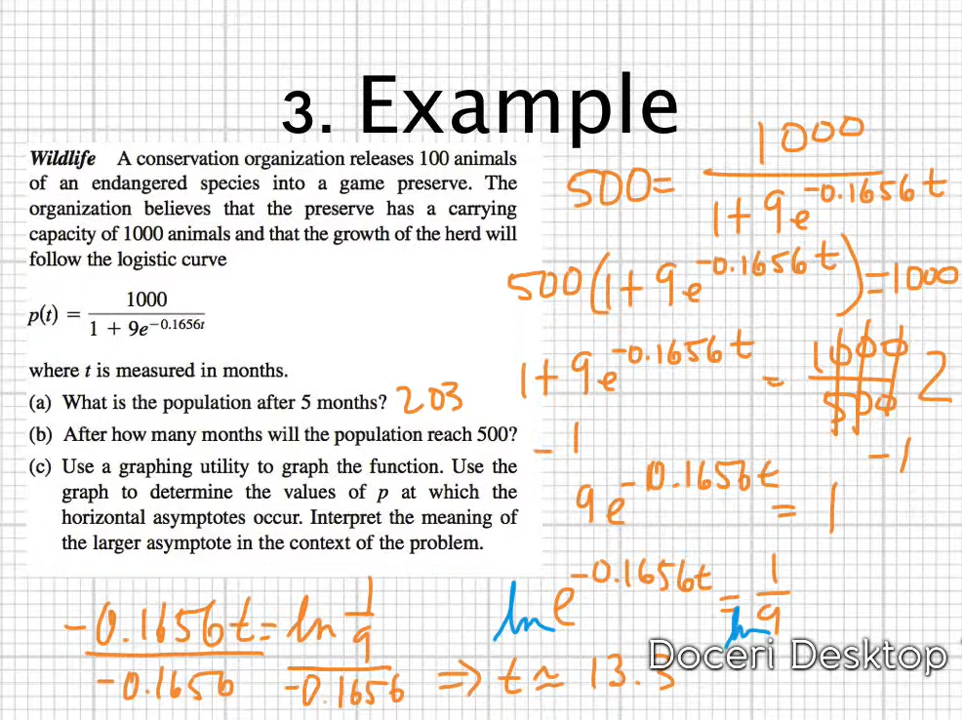 3. Example
Wildlife A conservation organization releases 100 animals
of an endangered species into a game preserve. The
organization believes that the preserve has a carrying
capacity of 1000 animals and that the growth of the herd will
follow the logistic curve
p(t) = 1000 / 1 + 9e^−0.1656t
where t is measured in months.
(a) What is the population after 5 months? 203
(b) After how many months will the population reach 500?
(c) Use a graphing utility to graph the function. Use the
graph to determine the values of p at which the
horizontal asymptotes occur. Interpret the meaning of
the larger asymptote in the context of the problem.
500 = 1000 / 1 + 9e^-0.1656t
500(1 + 9e^-0.1656t) = 1000
1 + 9e^-0.1656t = 1000 / 500 2
-1 -1
9e^-0.1656t = 1
ln e^-0.1656t = ln 1/9
-0.1656t / -0.1656 = ln 1/9 / -0.1656 ⇒ t ≈ 13.3
Doceri Desktop